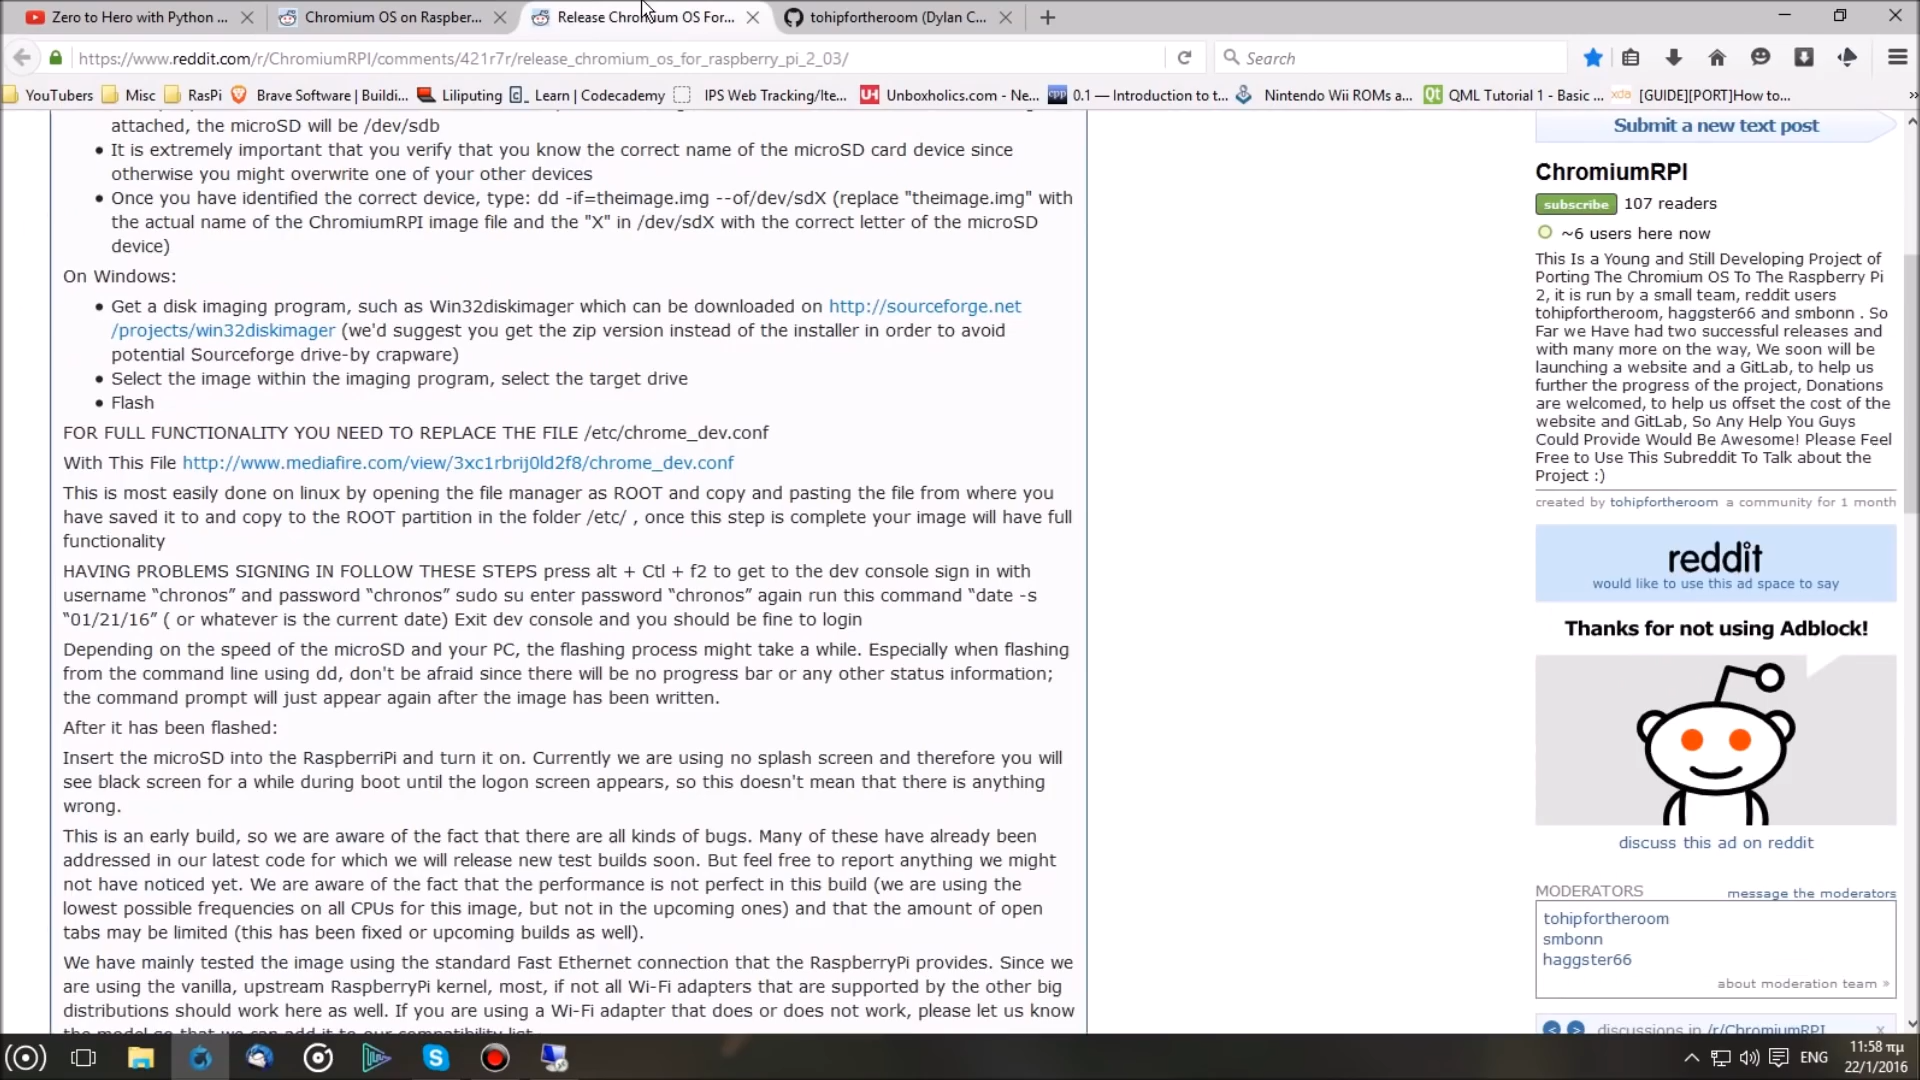 Zero to Hero with Python ...
Chromium OS on Raspber...
Release Chromium OS For...
tohipfortheroom (Dylan C...
https://www.reddit.com/r/ChromiumRPI/comments/421r7r/release_chromium_os_for_raspberry_pi_2_03/
Search
YouTubers
Misc
RasPi
Brave Software | Buildi...
Liliputing
Learn | Codecademy
IPS Web Tracking/Ite...
Unboxholics.com - Ne...
0.1 — Introduction to t...
Nintendo Wii ROMs a...
QML Tutorial 1 - Basic ...
[GUIDE][PORT]How to...
attached, the microSD will be /dev/sdb
• It is extremely important that you verify that you know the correct name of the microSD card device since
otherwise you might overwrite one of your other devices
• Once you have identified the correct device, type: dd -if=theimage.img --of/dev/sdX (replace "theimage.img" with
the actual name of the ChromiumRPI image file and the "X" in /dev/sdX with the correct letter of the microSD
device)
On Windows:
• Get a disk imaging program, such as Win32diskimager which can be downloaded on http://sourceforge.net
/projects/win32diskimager (we'd suggest you get the zip version instead of the installer in order to avoid
potential Sourceforge drive-by crapware)
• Select the image within the imaging program, select the target drive
• Flash
FOR FULL FUNCTIONALITY YOU NEED TO REPLACE THE FILE /etc/chrome_dev.conf
With This File http://www.mediafire.com/view/3xc1rbrij0ld2f8/chrome_dev.conf
This is most easily done on linux by opening the file manager as ROOT and copy and pasting the file from where you
have saved it to and copy to the ROOT partition in the folder /etc/ , once this step is complete your image will have full
functionality
HAVING PROBLEMS SIGNING IN FOLLOW THESE STEPS press alt + Ctl + f2 to get to the dev console sign in with
username “chronos” and password “chronos” sudo su enter password “chronos” again run this command “date -s
“01/21/16” ( or whatever is the current date) Exit dev console and you should be fine to login
Depending on the speed of the microSD and your PC, the flashing process might take a while. Especially when flashing
from the command line using dd, don't be afraid since there will be no progress bar or any other status information;
the command prompt will just appear again after the image has been written.
After it has been flashed:
Insert the microSD into the RaspberriPi and turn it on. Currently we are using no splash screen and therefore you will
see black screen for a while during boot until the logon screen appears, so this doesn't mean that there is anything
wrong.
This is an early build, so we are aware of the fact that there are all kinds of bugs. Many of these have already been
addressed in our latest code for which we will release new test builds soon. But feel free to report anything we might
not have noticed yet. We are aware of the fact that the performance is not perfect in this build (we are using the
lowest possible frequencies on all CPUs for this image, but not in the upcoming ones) and that the amount of open
tabs may be limited (this has been fixed or upcoming builds as well).
We have mainly tested the image using the standard Fast Ethernet connection that the RaspberryPi provides. Since we
are using the vanilla, upstream RaspberryPi kernel, most, if not all Wi-Fi adapters that are supported by the other big
distributions should work here as well. If you are using a Wi-Fi adapter that does or does not work, please let us know
the model so that we can add it to our compatibility list.
Submit a new text post
ChromiumRPI
subscribe 107 readers
~6 users here now
This Is a Young and Still Developing Project of
Porting The Chromium OS To The Raspberry Pi
2, it is run by a small team, reddit users
tohipfortheroom, haggster66 and smbonn . So
Far we Have had two successful releases and
with many more on the way, We soon will be
launching a website and a GitLab, to help us
further the progress of the project, Donations
are welcomed, to help us offset the cost of the
website and GitLab, So Any Help You Guys
Could Provide Would Be Awesome! Please Feel
Free to Use This Subreddit To Talk about the
Project :)
created by tohipfortheroom a community for 1 month
reddit
would like to use this ad space to say
Thanks for not using Adblock!
discuss this ad on reddit
MODERATORS message the moderators
tohipfortheroom
smbonn
haggster66
about moderation team »
discussions in /r/ChromiumRPI
ENG
11:58 πμ
22/1/2016